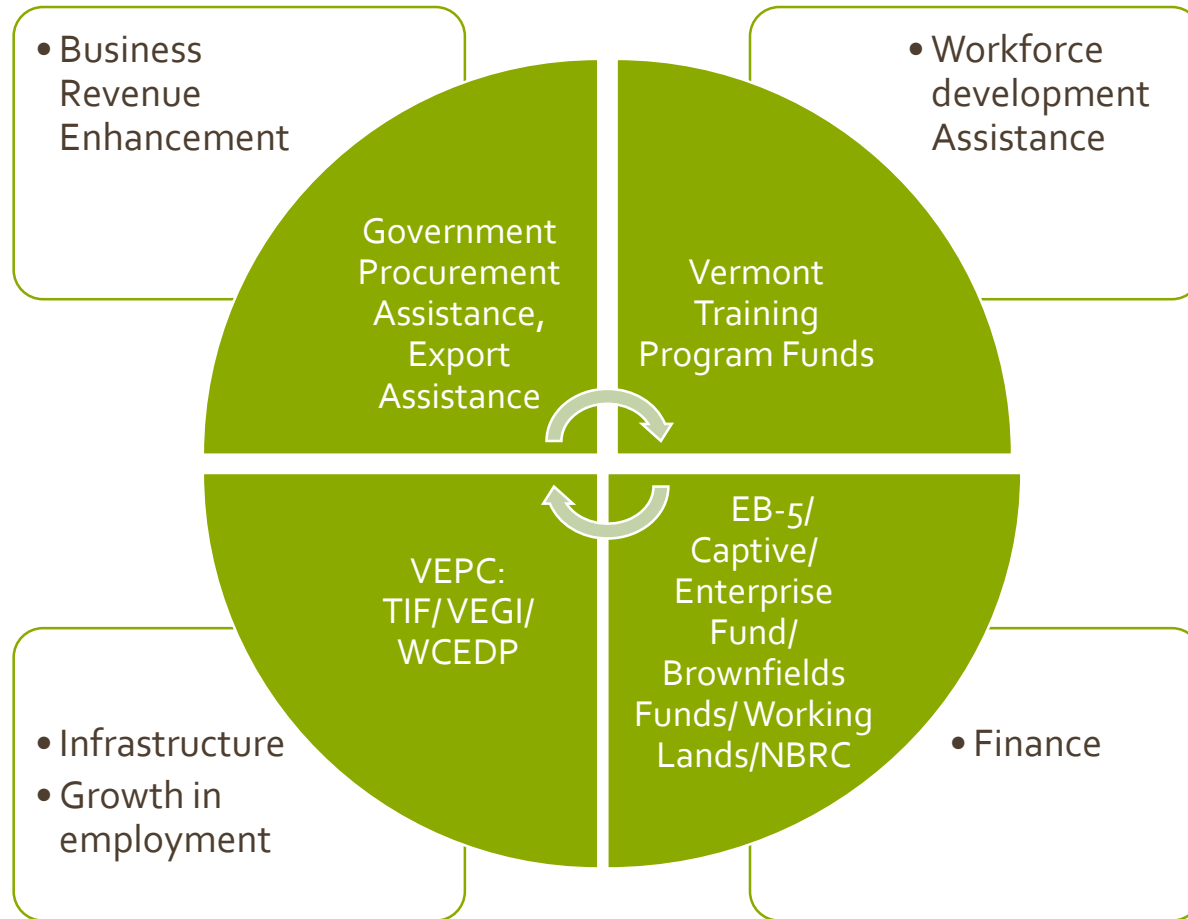 • Business
Revenue
Enhancement
• Workforce
development
Assistance
Government
Procurement
Assistance,
Export
Assistance
Vermont
Training
Program Funds
VEPC:
TIF/ VEGI/
WCEDP
EB-5/
Captive/
Enterprise
Fund/
Brownfields
Funds/ Working
Lands/NBRC
• Infrastructure
• Growth in
employment
• Finance